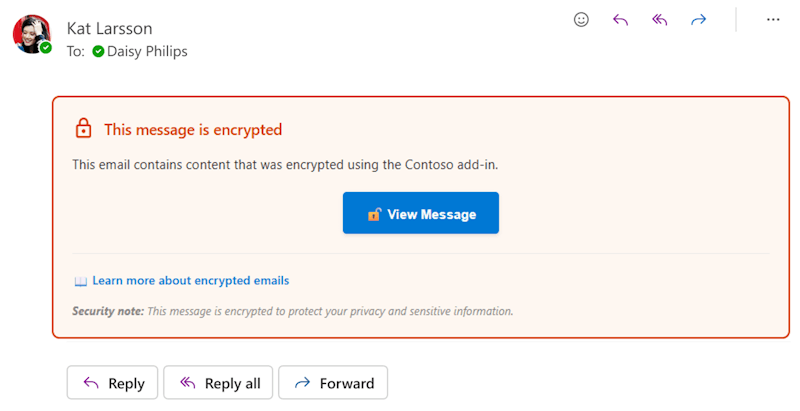 Kat Larsson
To: Daisy Philips
This message is encrypted
This email contains content that was encrypted using the Contoso add-in.
View Message
Learn more about encrypted emails
Security note: This message is encrypted to protect your privacy and sensitive information.
Reply
Reply all
Forward